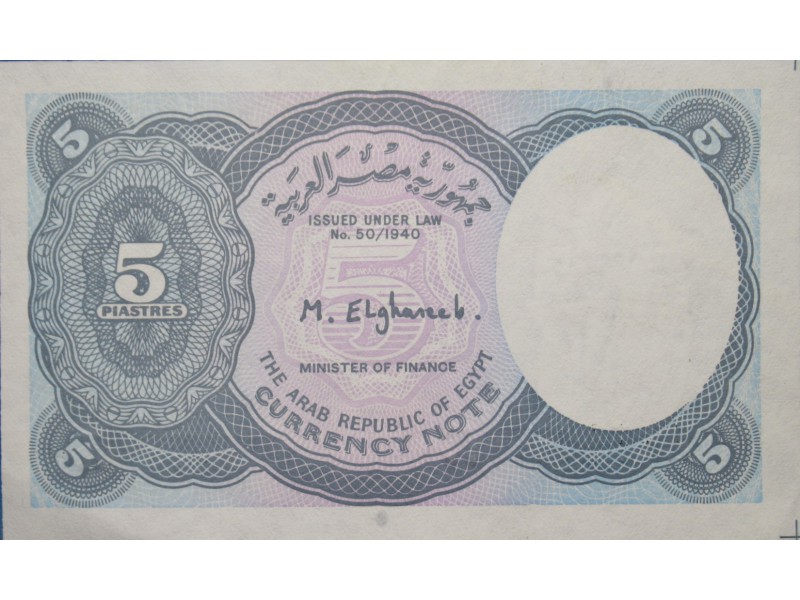 5
5
جمهورية مصر العربية
ISSUED UNDER LAW
No. 50/1940
5
PIASTRES
5
M. Elghareeb.
MINISTER OF FINANCE
THE ARAB REPUBLIC OF EGYPT
CURRENCY NOTE
5
5